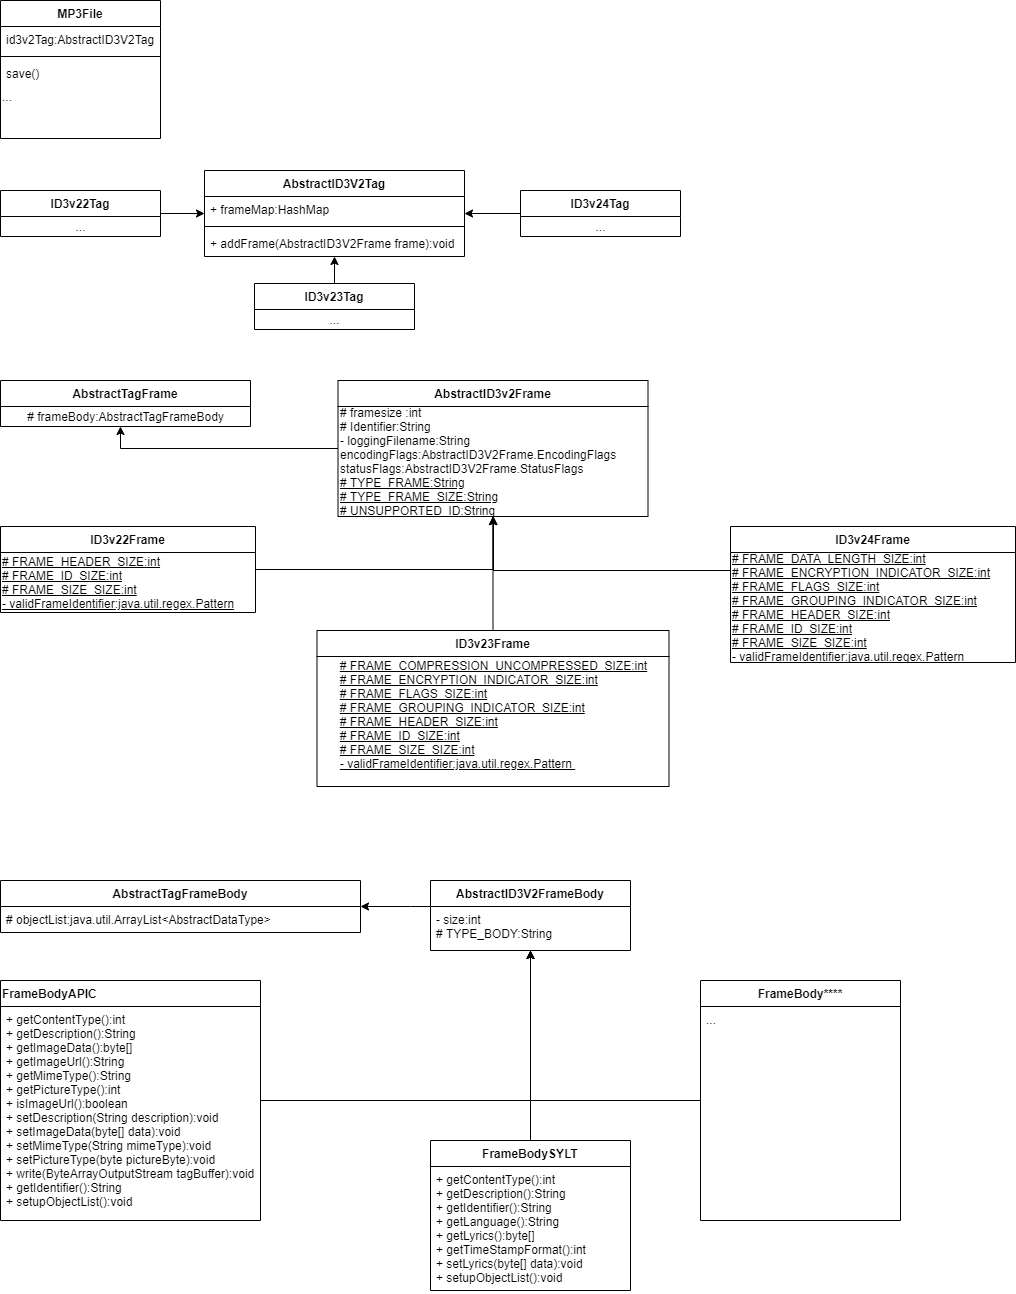 MP3File
id3v2Tag:AbstractID3V2Tag
save()
...
AbstractID3V2Tag
+ frameMap:HashMap
+ addFrame(AbstractID3V2Frame frame):void
ID3v22Tag
...
ID3v24Tag
...
ID3v23Tag
...
AbstractTagFrame
# frameBody:AbstractTagFrameBody
AbstractID3v2Frame
# framesize :int
# Identifier:String
- loggingFilename:String
encodingFlags:AbstractID3V2Frame.EncodingFlags
statusFlags:AbstractID3V2Frame.StatusFlags
# TYPE_FRAME:String
# TYPE_FRAME_SIZE:String
# UNSUPPORTED_ID:String
ID3v22Frame
# FRAME_HEADER_SIZE:int
# FRAME_ID_SIZE:int
# FRAME_SIZE_SIZE:int
- validFrameIdentifier:java.util.regex.Pattern
ID3v24Frame
# FRAME_DATA_LENGTH_SIZE:int
# FRAME_ENCRYPTION_INDICATOR_SIZE:int
# FRAME_FLAGS_SIZE:int
# FRAME_GROUPING_INDICATOR_SIZE:int
# FRAME_HEADER_SIZE:int
# FRAME_ID_SIZE:int
# FRAME_SIZE_SIZE:int
- validFrameIdentifier:java.util.regex.Pattern
ID3v23Frame
# FRAME_COMPRESSION_UNCOMPRESSED_SIZE:int
# FRAME_ENCRYPTION_INDICATOR_SIZE:int
# FRAME_FLAGS_SIZE:int
# FRAME_GROUPING_INDICATOR_SIZE:int
# FRAME_HEADER_SIZE:int
# FRAME_ID_SIZE:int
# FRAME_SIZE_SIZE:int
- validFrameIdentifier:java.util.regex.Pattern
AbstractTagFrameBody
# objectList:java.util.ArrayList<AbstractDataType>
AbstractID3V2FrameBody
- size:int
# TYPE_BODY:String
FrameBodyAPIC
+ getContentType():int
+ getDescription():String
+ getImageData():byte[]
+ getImageUrl():String
+ getMimeType():String
+ getPictureType():int
+ isImageUrl():boolean
+ setDescription(String description):void
+ setImageData(byte[] data):void
+ setMimeType(String mimeType):void
+ setPictureType(byte pictureByte):void
+ write(ByteArrayOutputStream tagBuffer):void
+ getIdentifier():String
+ setupObjectList():void
FrameBody****
...
FrameBodySYLT
+ getContentType():int
+ getDescription():String
+ getIdentifier():String
+ getLanguage():String
+ getLyrics():byte[]
+ getTimeStampFormat():int
+ setLyrics(byte[] data):void
+ setupObjectList():void